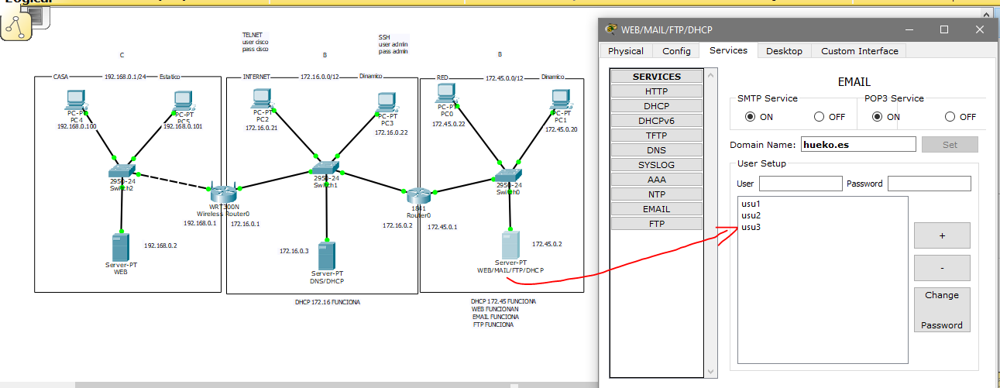 Logical
TELNET
user disco
pass disco
SSH
user admin
pass admin
C
B
B
CASA
192.168.0.1/24
Estatico
INTERNET
172.16.0.0/12
Dinamico
RED
172.45.0.0/12
Dinamico
PC-PT
PC4
192.168.0.100
PC-PT
PC5
192.168.0.101
PC-PT
PC2
172.16.0.21
PC-PT
PC3
172.16.0.22
PC-PT
PC0
172.45.0.22
PC-PT
PC1
172.45.0.20
2950-24
Switch2
2950-24
Switch1
2950-24
Switch0
WRT300N
Wireless Router0
192.168.0.1
172.16.0.1
1841
Router0
172.16.0.2
172.45.0.1
192.168.0.2
Server-PT
WEB
172.16.0.3
Server-PT
DNS/DHCP
172.45.0.2
Server-PT
WEB/MAIL/FTP/DHCP
DHCP 172.16 FUNCIONA
DHCP 172.45 FUNCIONA
WEB FUNCIONAN
EMAIL FUNCIONA
FTP FUNCIONA
WEB/MAIL/FTP/DHCP
Physical
Config
Services
Desktop
Custom Interface
SERVICES
HTTP
DHCP
DHCPv6
TFTP
DNS
SYSLOG
AAA
NTP
EMAIL
FTP
EMAIL
SMTP Service
POP3 Service
ON
OFF
ON
OFF
Domain Name:
hueko.es
Set
User Setup
User
Password
usu1
usu2
usu3
+
-
Change
Password